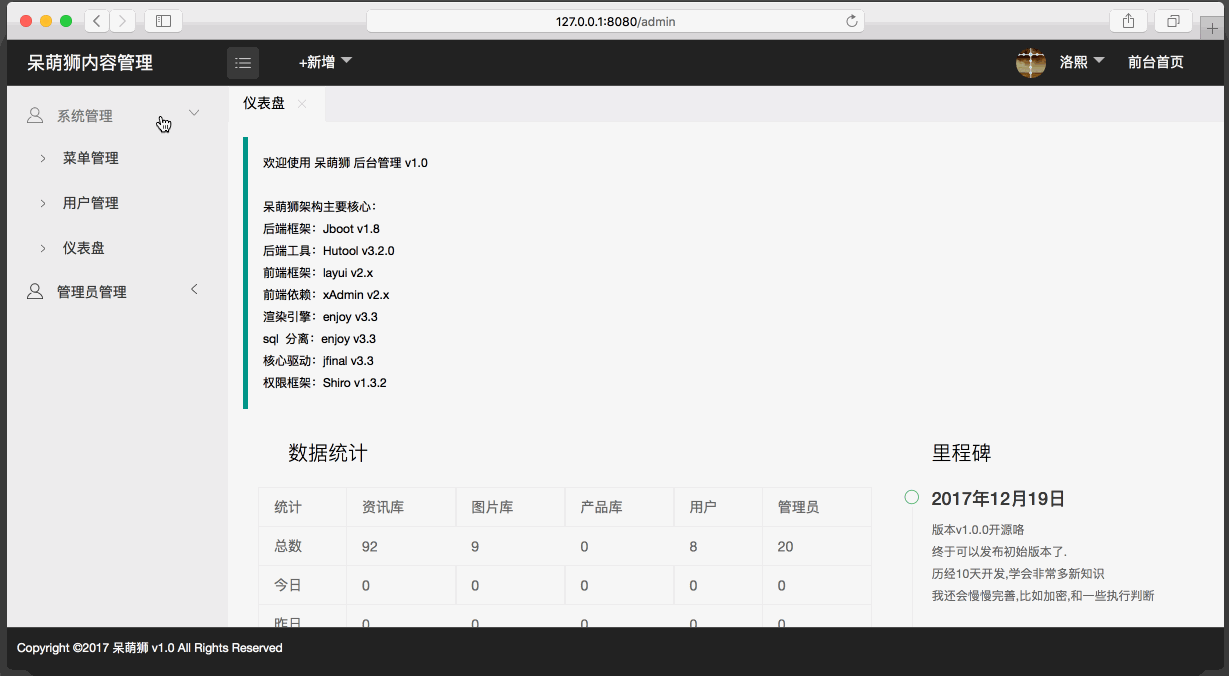 127.0.0.1:8080/admin
呆萌狮内容管理
+新增
洛熙
前台首页
系统管理
菜单管理
用户管理
仪表盘
管理员管理
仪表盘
欢迎使用 呆萌狮 后台管理 v1.0
呆萌狮架构主要核心：
后端框架：Jboot v1.8
后端工具：Hutool v3.2.0
前端框架：layui v2.x
前端依赖：xAdmin v2.x
渲染引擎：enjoy v3.3
sql 分离：enjoy v3.3
核心驱动：jfinal v3.3
权限框架：Shiro v1.3.2
数据统计
统计 资讯库 图片库 产品库 用户 管理员
总数 92 9 0 8 20
今日 0 0 0 0 0
昨日 0 0 0 0 0
里程碑
2017年12月19日
版本v1.0.0开源咯
终于可以发布初始版本了.
历经10天开发,学会非常多新知识
我还会慢慢完善,比如加密,和一些执行判断
Copyright ©2017 呆萌狮 v1.0 All Rights Reserved